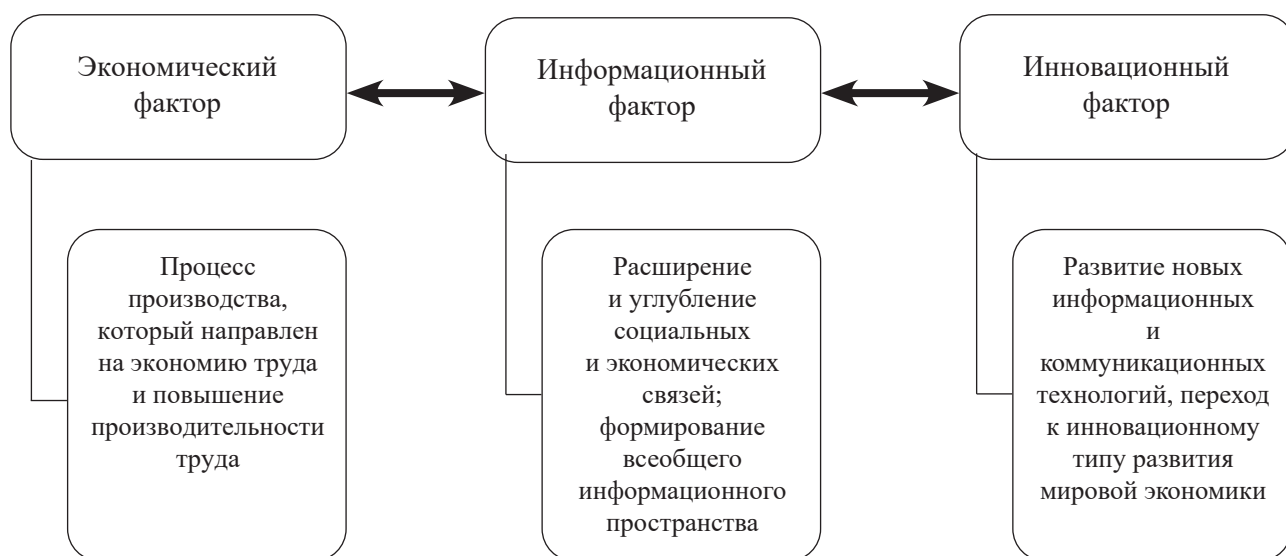 Экономический
фактор
Информационный
фактор
Инновационный
фактор
Процесс
производства,
который направлен
на экономию труда
и повышение
производительности
труда
Расширение
и углубление
социальных
и экономических
связей;
формирование
всеобщего
информационного
пространства
Развитие новых
информационных
и
коммуникационных
технологий, переход
к инновационному
типу развития
мировой экономики